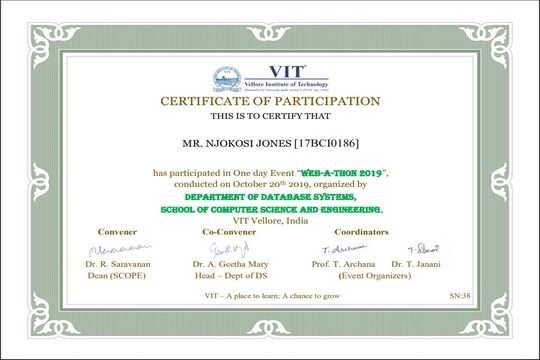 VIT®
Vellore Institute of Technology
CERTIFICATE OF PARTICIPATION
THIS IS TO CERTIFY THAT
MR. NJOKOSI JONES [17BCI0186]
has participated in One day Event “WEB-A-THON 2019”,
conducted on October 20th 2019, organized by
DEPARTMENT OF DATABASE SYSTEMS,
SCHOOL OF COMPUTER SCIENCE AND ENGINEERING.
VIT Vellore, India
Convener Co-Convener Coordinators
T. Archana
Dr. R. Saravanan Dr. A. Geetha Mary Prof. T. Archana Dr. T. Janani
Dean (SCOPE) Head – Dept of DS (Event Organizers)
VIT – A place to learn; A chance to grow SN:38